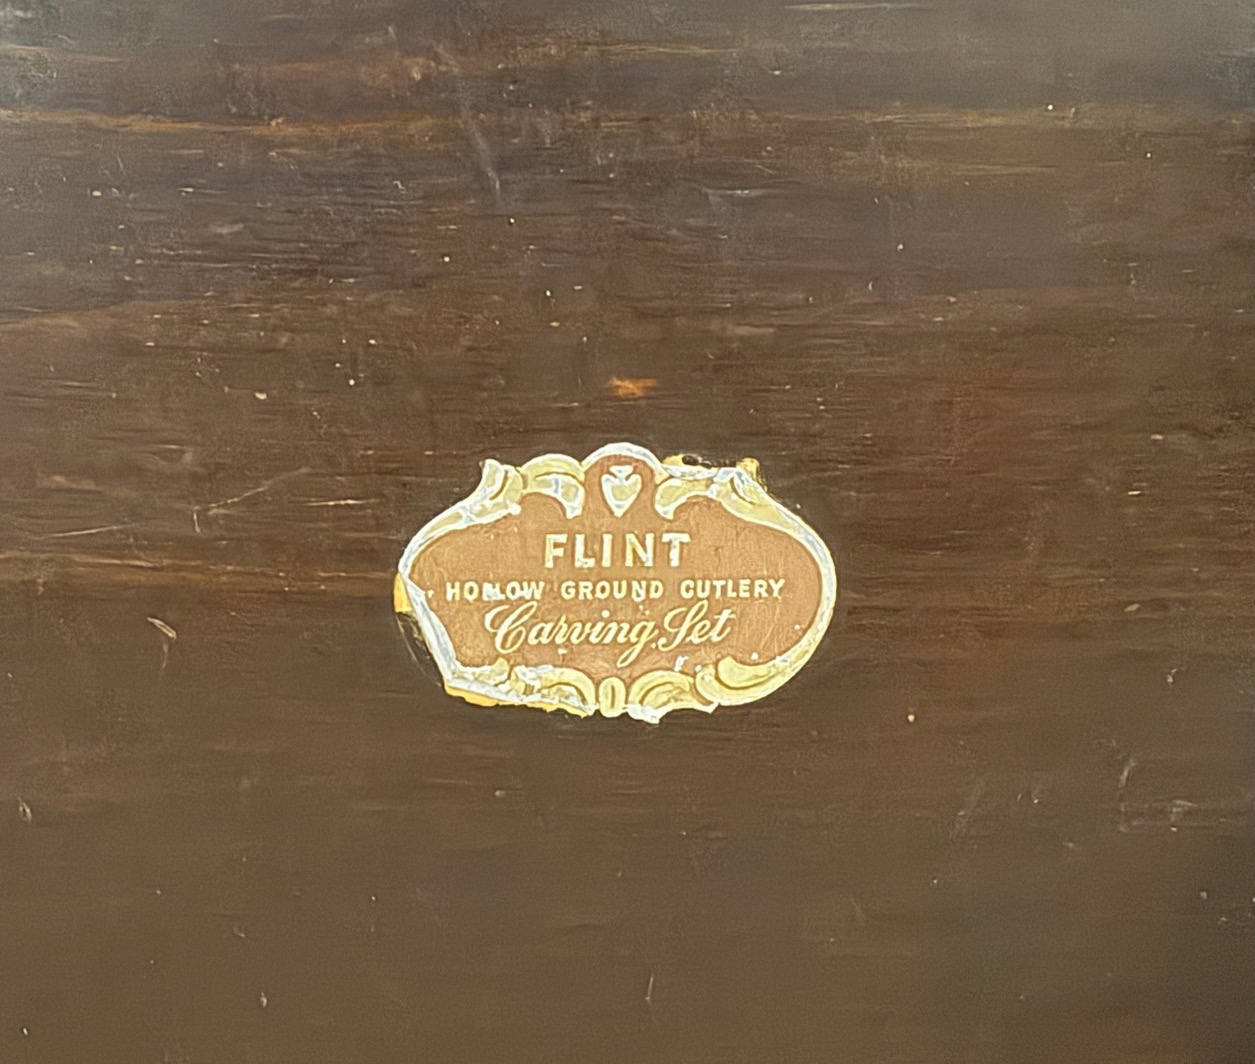 FLINT
HOLLOW GROUND CUTLERY
Carving Set